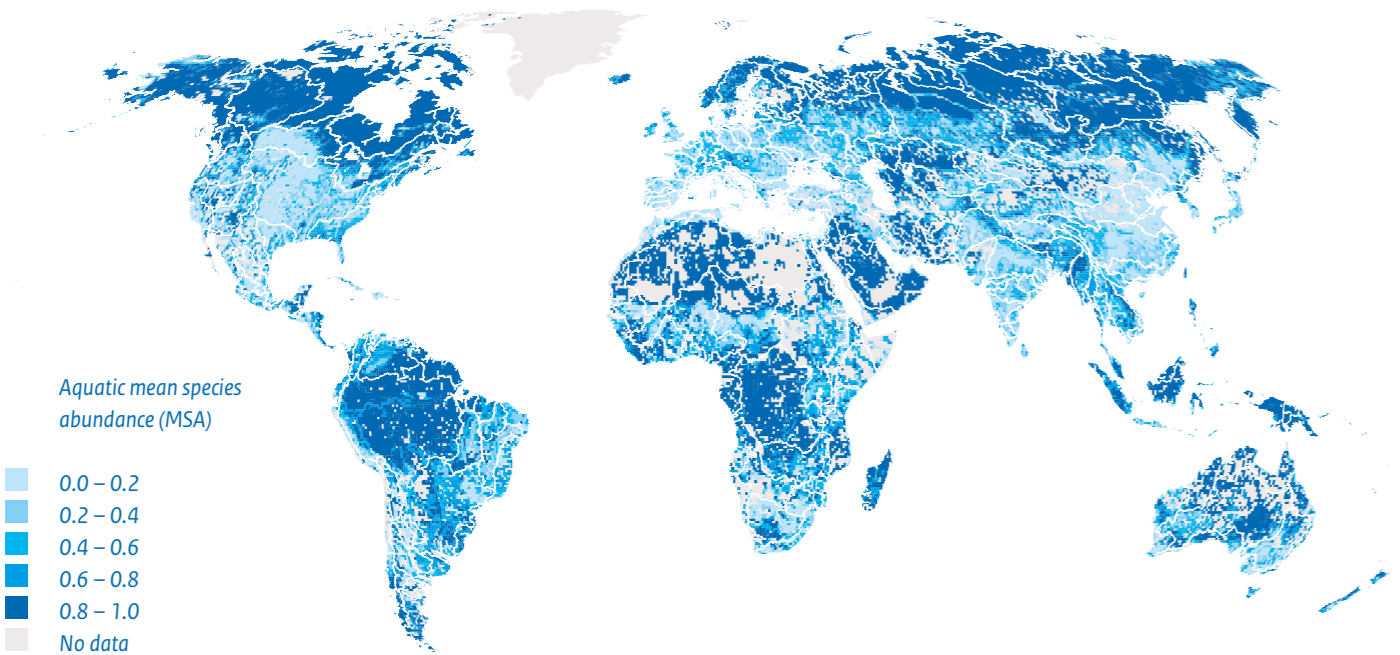 Aquatic mean species
abundance (MSA)
0.0 – 0.2
0.2 – 0.4
0.4 – 0.6
0.6 – 0.8
0.8 – 1.0
No data